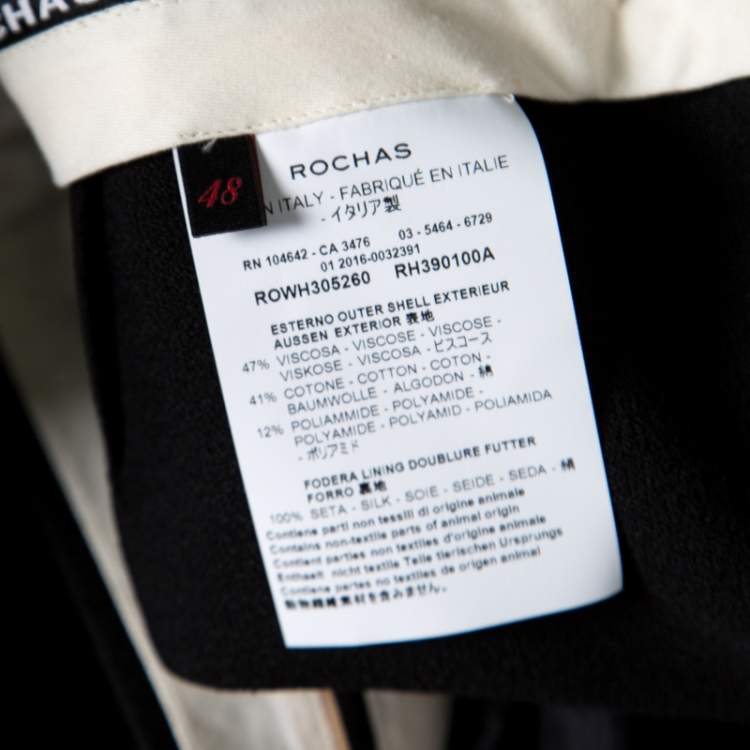 CHAS
48
ROCHAS
N ITALY - FABRIQUÉ EN ITALIE
- イタリア製
RN 104642 - CA 3476 03 - 5464 - 6729
01 2016-0032391
ROWH305260 RH390100A
ESTERNO OUTER SHELL EXTERIEUR
AUSSEN EXTERIOR 表地
47% VISCOSA - VISCOSE - VISCOSE -
VISKOSE - VISCOSA - ビスコース
41% COTONE - COTTON - COTON -
BAUMWOLLE - ALGODON - 綿
12% POLIAMMIDE - POLYAMIDE -
POLYAMIDE - POLYAMID - POLIAMIDA
- ポリアミド
FODERA LINING DOUBLURE FUTTER
FORRO 裏地
100% SETA - SILK - SOIE - SEIDE - SEDA - 絹
Contiene parti non tessili di origine animale
Contains non-textile parts of animal origin
Contient parties non textiles d'origine animale
Enthaelt nicht textile Teile tierischen Ursprungs
Contiene partes no textiles de origen animal
動物繊維素材を含みません。